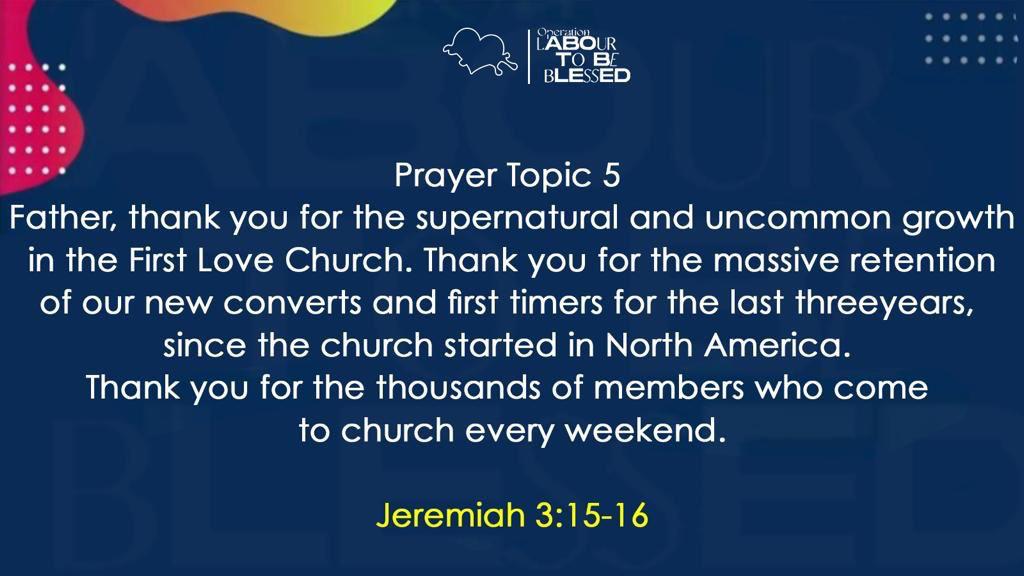 Operation
LABOUR
TO BE
BLESSED
Prayer Topic 5
Father, thank you for the supernatural and uncommon growth
in the First Love Church. Thank you for the massive retention
of our new converts and first timers for the last threeyears,
since the church started in North America.
Thank you for the thousands of members who come
to church every weekend.
Jeremiah 3:15-16